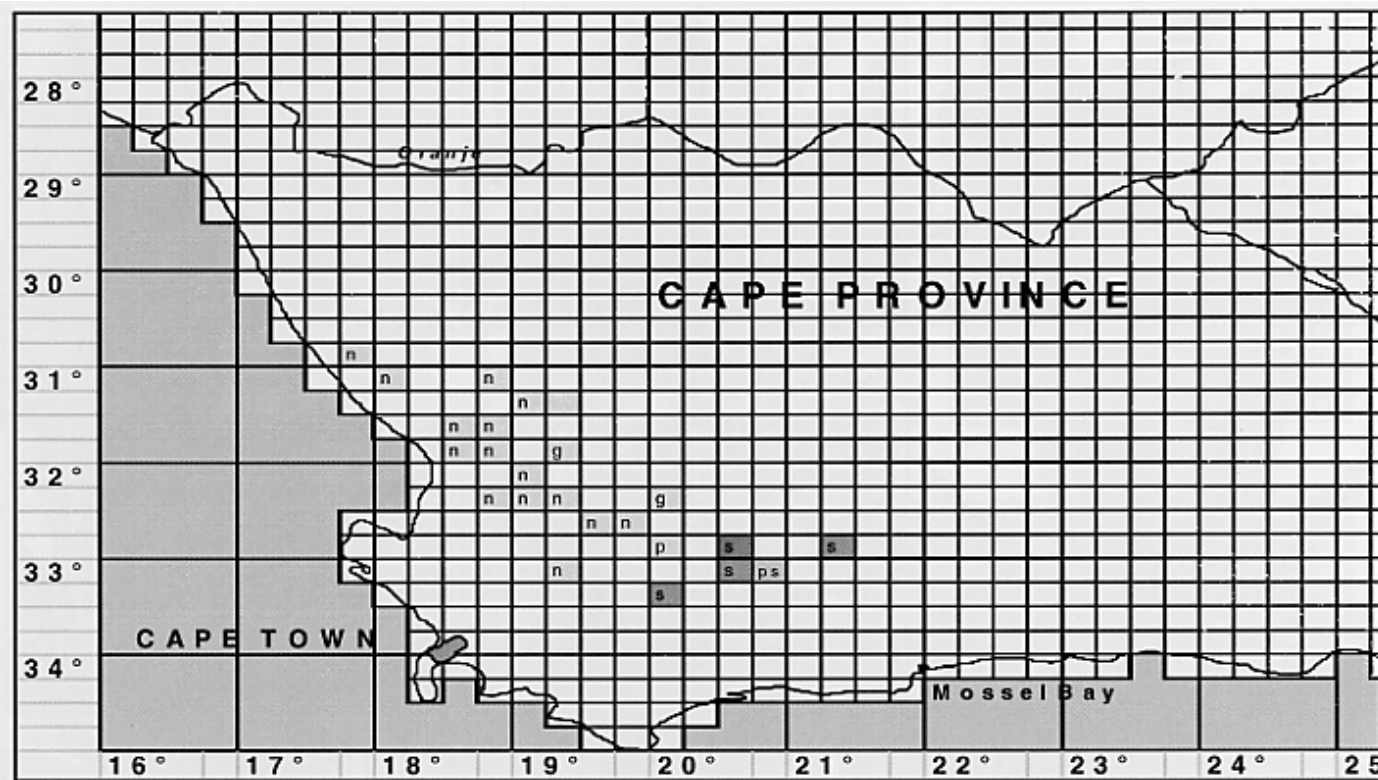 28°
Oranje
29°
30°
CAPE PROVINCE
n
31°
n n
n
n n
n n g
32°
n
n n n g
n n
p s s
33°
n s ps
s
CAPE TOWN
34°
Mossel Bay
16° 17° 18° 19° 20° 21° 22° 23° 24° 25